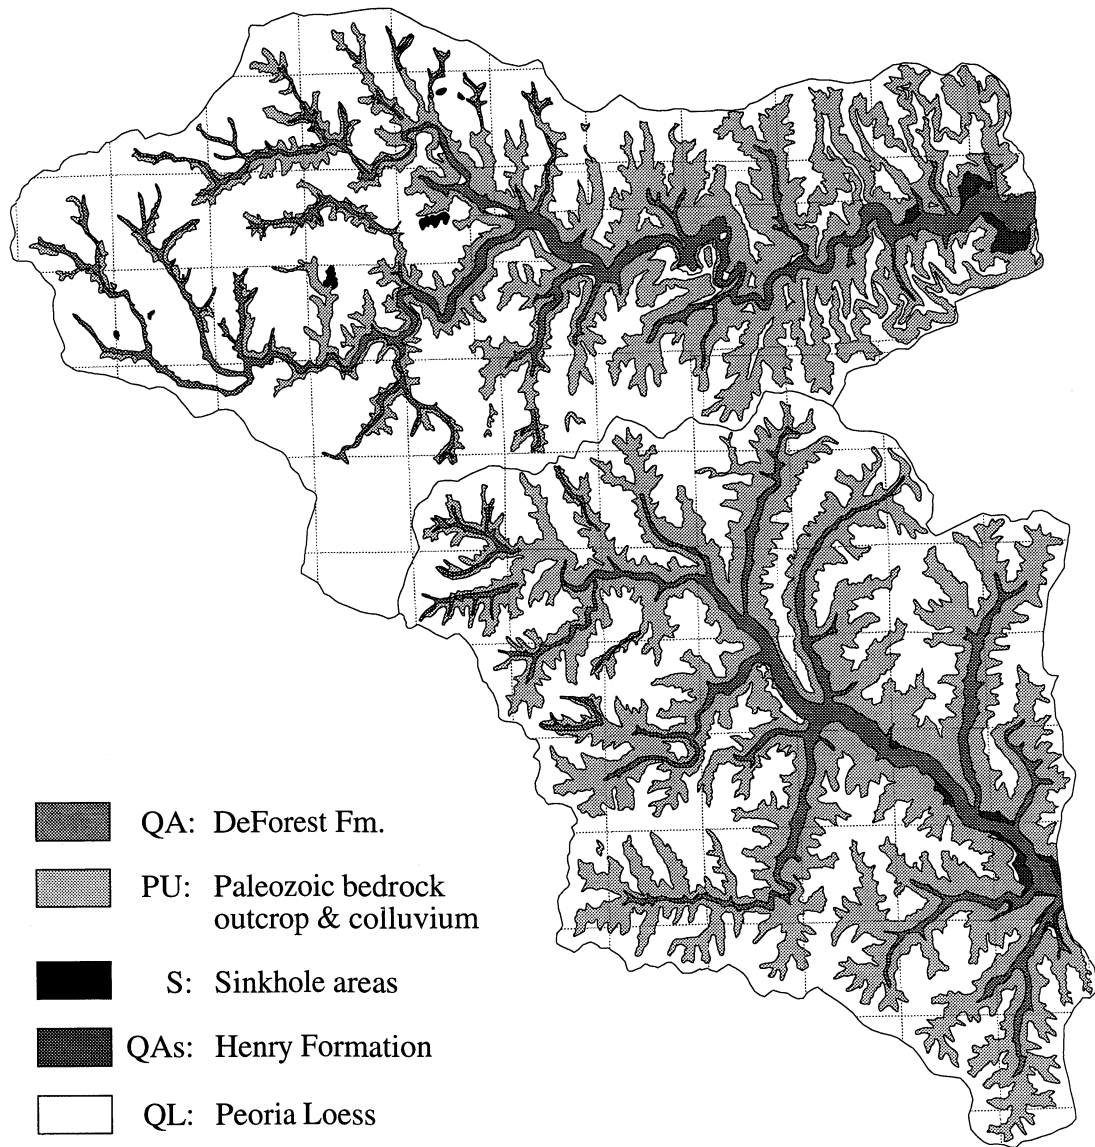 QA: DeForest Fm.
PU: Paleozoic bedrock
outcrop & colluvium
S: Sinkhole areas
QAs: Henry Formation
QL: Peoria Loess